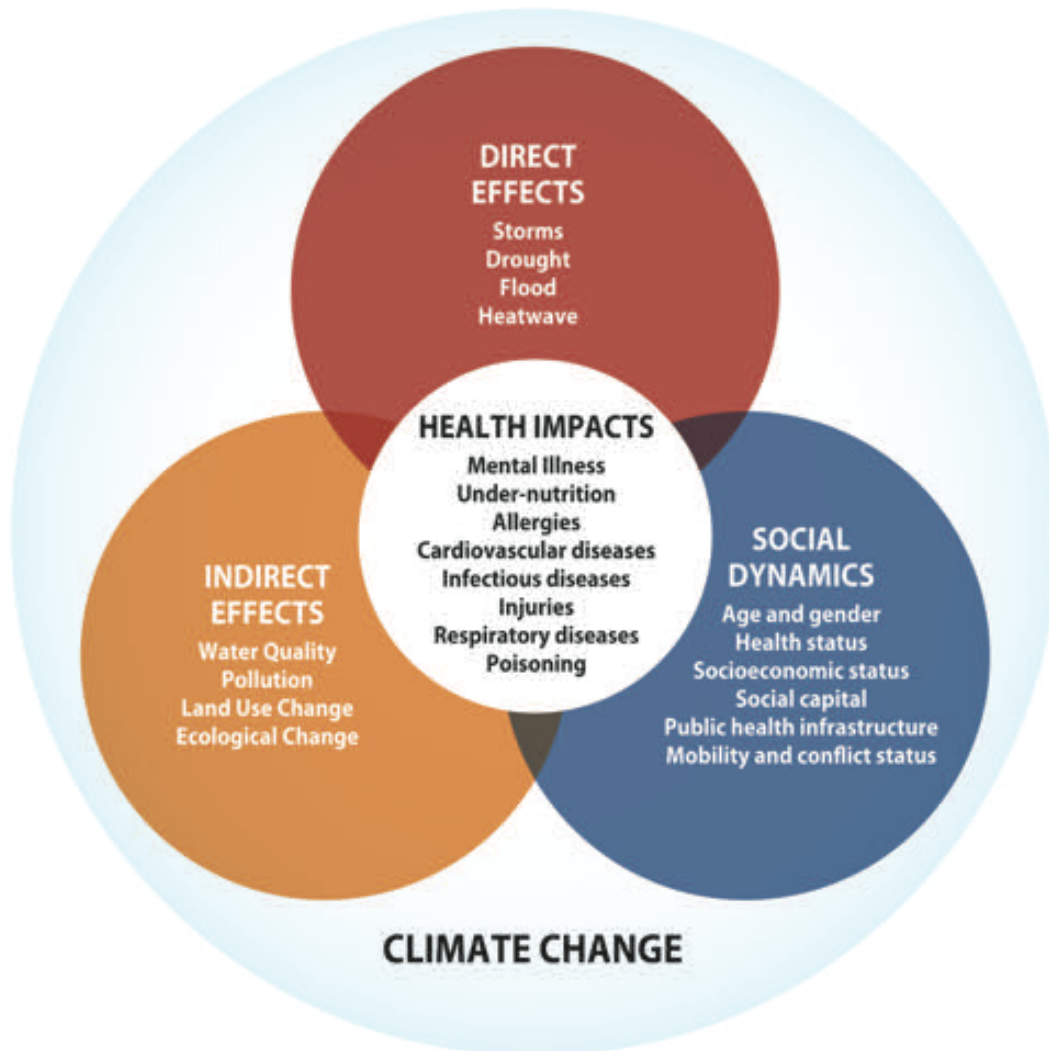 DIRECT
EFFECTS
Storms
Drought
Flood
Heatwave
HEALTH IMPACTS
Mental Illness
Under-nutrition
Allergies
Cardiovascular diseases
Infectious diseases
Injuries
Respiratory diseases
Poisoning
INDIRECT
EFFECTS
Water Quality
Pollution
Land Use Change
Ecological Change
SOCIAL
DYNAMICS
Age and gender
Health status
Socioeconomic status
Social capital
Public health infrastructure
Mobility and conflict status
CLIMATE CHANGE